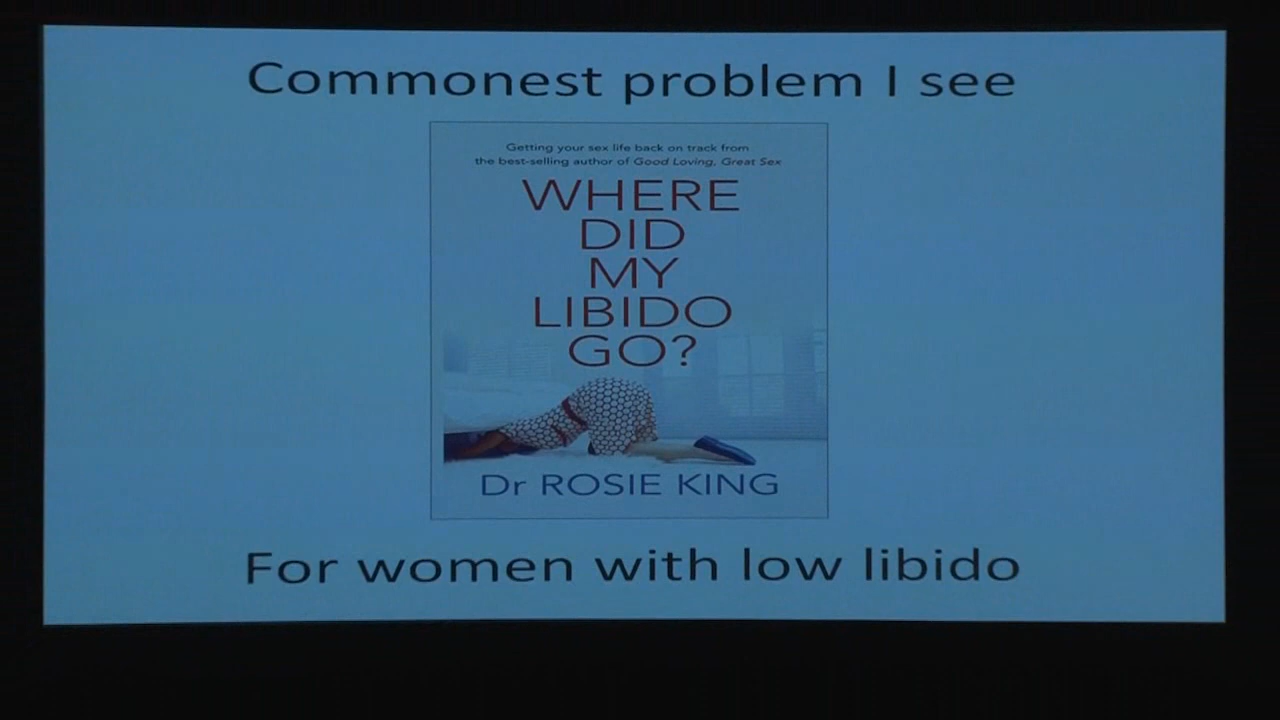 Commonest problem I see
Getting your sex life back on track from
the best-selling author of Good Loving, Great Sex
WHERE
DID
MY
LIBIDO
GO?
Dr ROSIE KING
For women with low libido